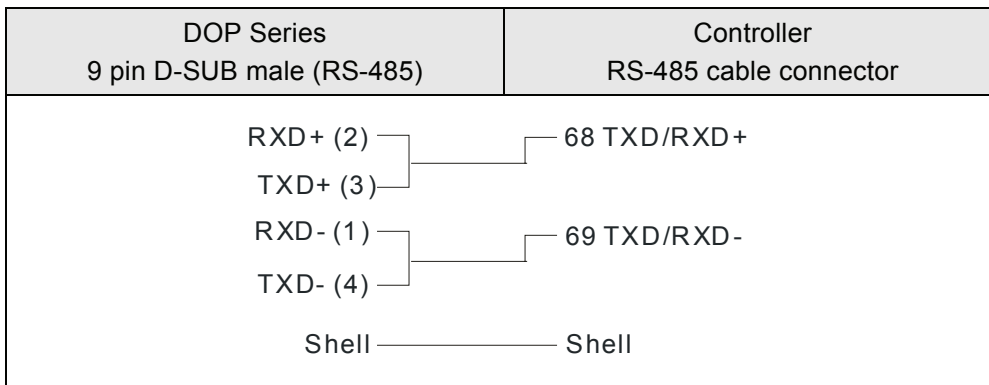 DOP Series
9 pin D-SUB male (RS-485)
Controller
RS-485 cable connector
RXD+ (2)
68 TXD/RXD+
TXD+ (3)
RXD- (1)
69 TXD/RXD-
TXD- (4)
Shell
Shell